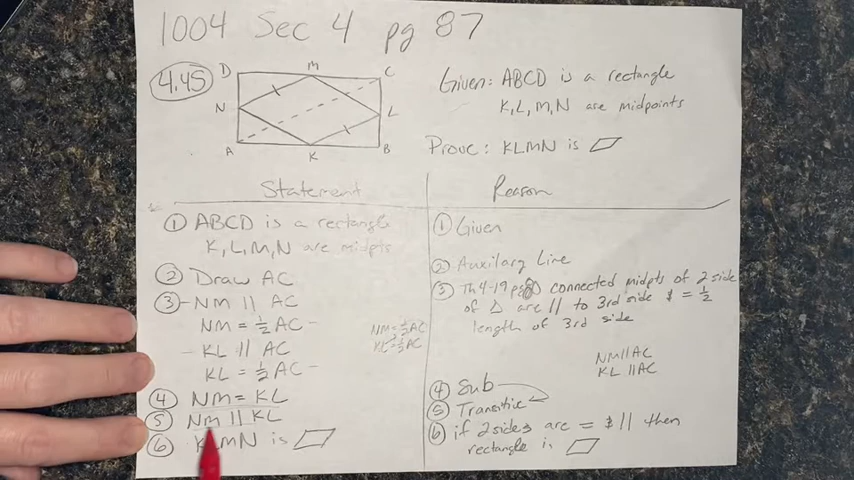 1004 Sec 4 pg 87
4.45
D M C
N L
A K B
Given: ABCD is a rectangle
K, L, M, N are midpoints
Prove: KLMN is ▱
Statement
Reason
① ABCD is a rectangle
K, L, M, N are midpts
② Draw AC
③ NM || AC
NM = ½ AC
KL || AC
KL = ½ AC
NM = ½ AC
KL = ½ AC
④ NM = KL
⑤ NM || KL
⑥ KLMN is ▱
① Given
② Auxilary Line
③ Th 4-19 pg 80 connected midpts of 2 side
of △ are || to 3rd side & = ½
length of 3rd side
NM || AC
KL || AC
④ Sub
⑤ Transitive
⑥ if 2 sides are = & || then
rectangle is ▱